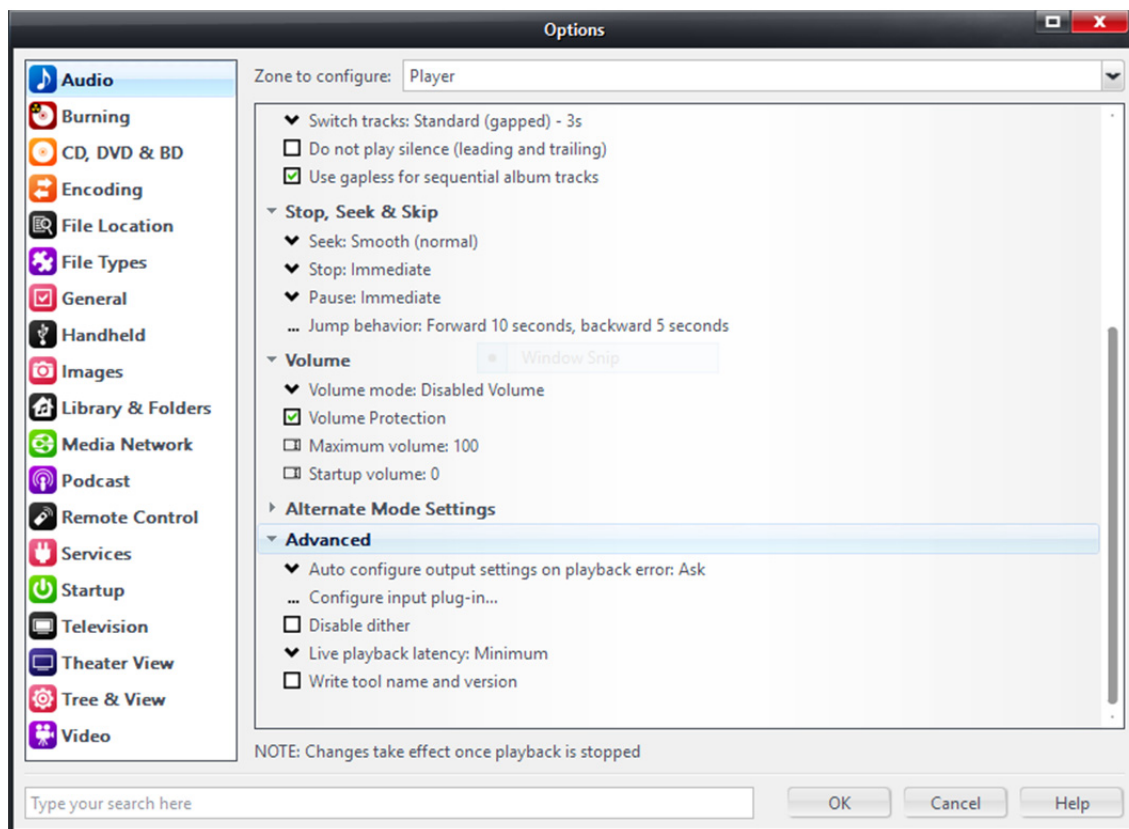 Options
Audio
Burning
CD, DVD & BD
Encoding
File Location
File Types
General
Handheld
Images
Library & Folders
Media Network
Podcast
Remote Control
Services
Startup
Television
Theater View
Tree & View
Video
Zone to configure: Player
Switch tracks: Standard (gapped) - 3s
Do not play silence (leading and trailing)
Use gapless for sequential album tracks
Stop, Seek & Skip
Seek: Smooth (normal)
Stop: Immediate
Pause: Immediate
... Jump behavior: Forward 10 seconds, backward 5 seconds
Window Snip
Volume
Volume mode: Disabled Volume
Volume Protection
Maximum volume: 100
Startup volume: 0
Alternate Mode Settings
Advanced
Auto configure output settings on playback error: Ask
... Configure input plug-in...
Disable dither
Live playback latency: Minimum
Write tool name and version
NOTE: Changes take effect once playback is stopped
Type your search here
OK
Cancel
Help